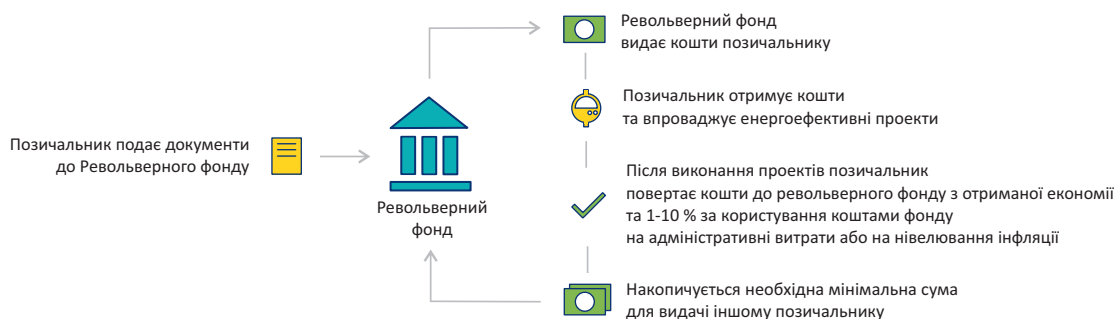 Позичальник подає документи
до Револьверного фонду
Револьверний
фонд
Револьверний фонд
видає кошти позичальнику
Позичальник отримує кошти
та впроваджує енергоефективні проекти
Після виконання проектів позичальник
повертає кошти до револьверного фонду з отриманої економії
та 1-10 % за користування коштами фонду
на адміністративні витрати або на нівелювання інфляції
Накопичується необхідна мінімальна сума
для видачі іншому позичальнику